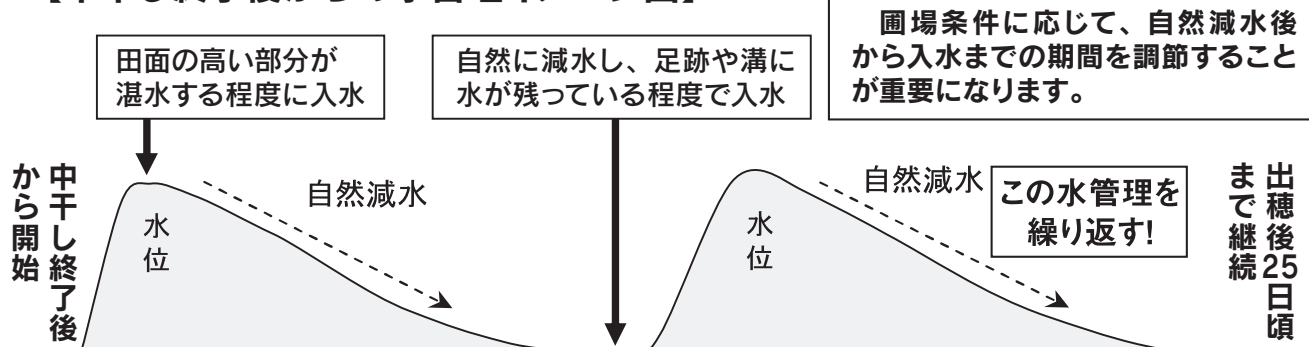 圃場条件に応じて、自然減水後
から入水までの期間を調節すること
が重要になります。
田面の高い部分が
湛水する程度に入水
自然に減水し、足跡や溝に
水が残っている程度で入水
中干し終了後
から開始
水位
自然減水
水位
自然減水
この水管理を
繰り返す!
出穂後25日頃
まで継続